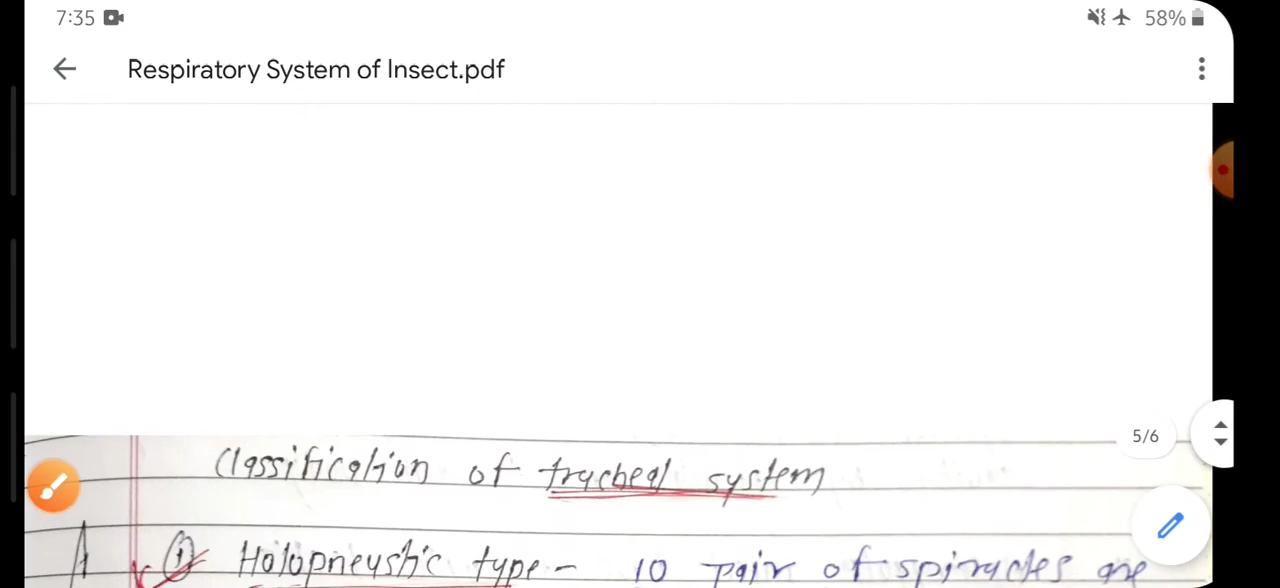 7:35
58%
Respiratory System of Insect.pdf
5/6
Classification of tracheal system
A ① Holopneustic type - 10 pair of spiracles are